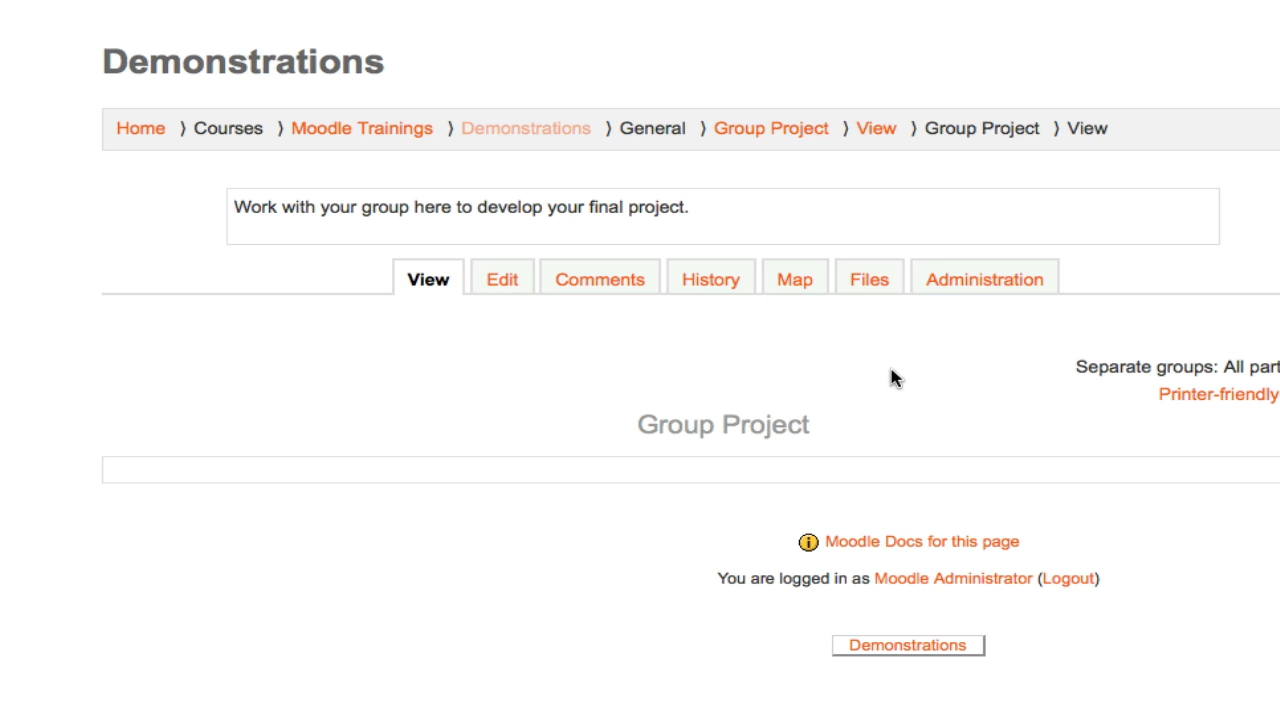 Demonstrations
Home ⟩ Courses ⟩ Moodle Trainings ⟩ Demonstrations ⟩ General ⟩ Group Project ⟩ View ⟩ Group Project ⟩ View
Work with your group here to develop your final project.
View Edit Comments History Map Files Administration
Separate groups: All part
Printer-friendly
Group Project
Moodle Docs for this page
You are logged in as Moodle Administrator (Logout)
Demonstrations